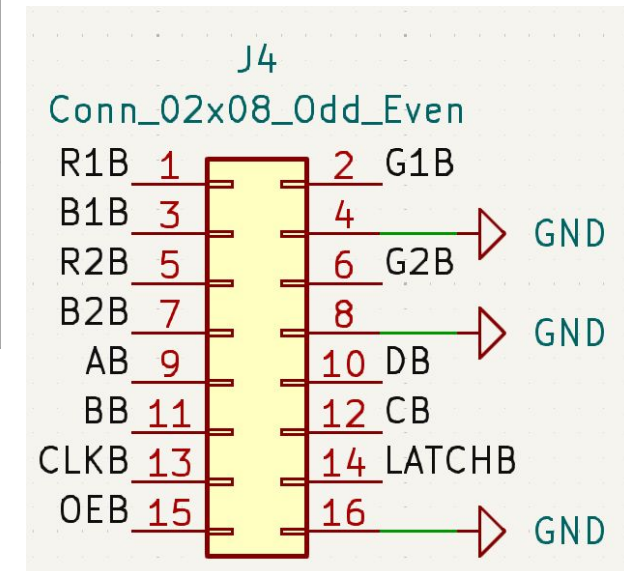 J4
Conn_02x08_Odd_Even
R1B 1 2 G1B
B1B 3 4 GND
R2B 5 6 G2B
B2B 7 8 GND
AB 9 10 DB
BB 11 12 CB
CLKB 13 14 LATCHB
OEB 15 16 GND